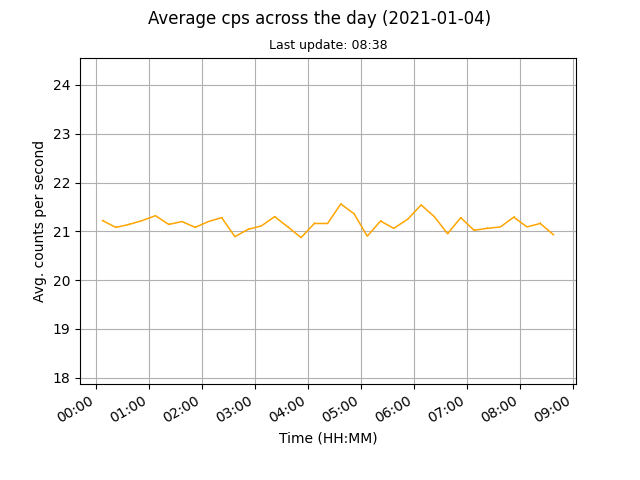 Average cps across the day (2021-01-04)
Last update: 08:38
Avg. counts per second
24
23
22
21
20
19
18
00:00 01:00 02:00 03:00 04:00 05:00 06:00 07:00 08:00 09:00
Time (HH:MM)